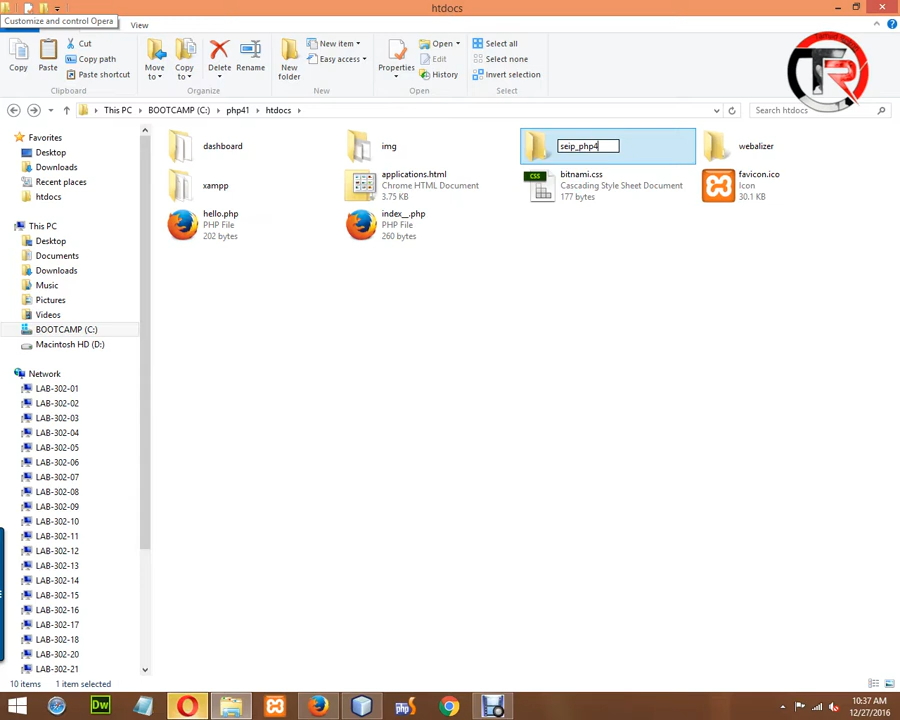 htdocs
Customize and control Opera
View
Copy
Paste
Cut
Copy path
Paste shortcut
Clipboard
Move to
Copy to
Delete
Rename
Organize
New folder
New item
Easy access
New
Properties
Open
Edit
History
Open
Select all
Select none
Invert selection
Select
TR
This PC
BOOTCAMP (C:)
php41
htdocs
Search htdocs
Favorites
Desktop
Downloads
Recent places
htdocs
This PC
Desktop
Documents
Downloads
Music
Pictures
Videos
BOOTCAMP (C:)
Macintosh HD (D:)
Network
LAB-302-01
LAB-302-02
LAB-302-03
LAB-302-04
LAB-302-05
LAB-302-06
LAB-302-07
LAB-302-08
LAB-302-09
LAB-302-10
LAB-302-11
LAB-302-12
LAB-302-13
LAB-302-14
LAB-302-15
LAB-302-16
LAB-302-17
LAB-302-18
LAB-302-20
LAB-302-21
dashboard
img
seip_php4
webalizer
xampp
applications.html
Chrome HTML Document
3.75 KB
CSS
bitnami.css
Cascading Style Sheet Document
177 bytes
favicon.ico
Icon
30.1 KB
hello.php
PHP File
202 bytes
index__.php
PHP File
260 bytes
10 items
1 item selected
Dw
php
10:37 AM
12/27/2016